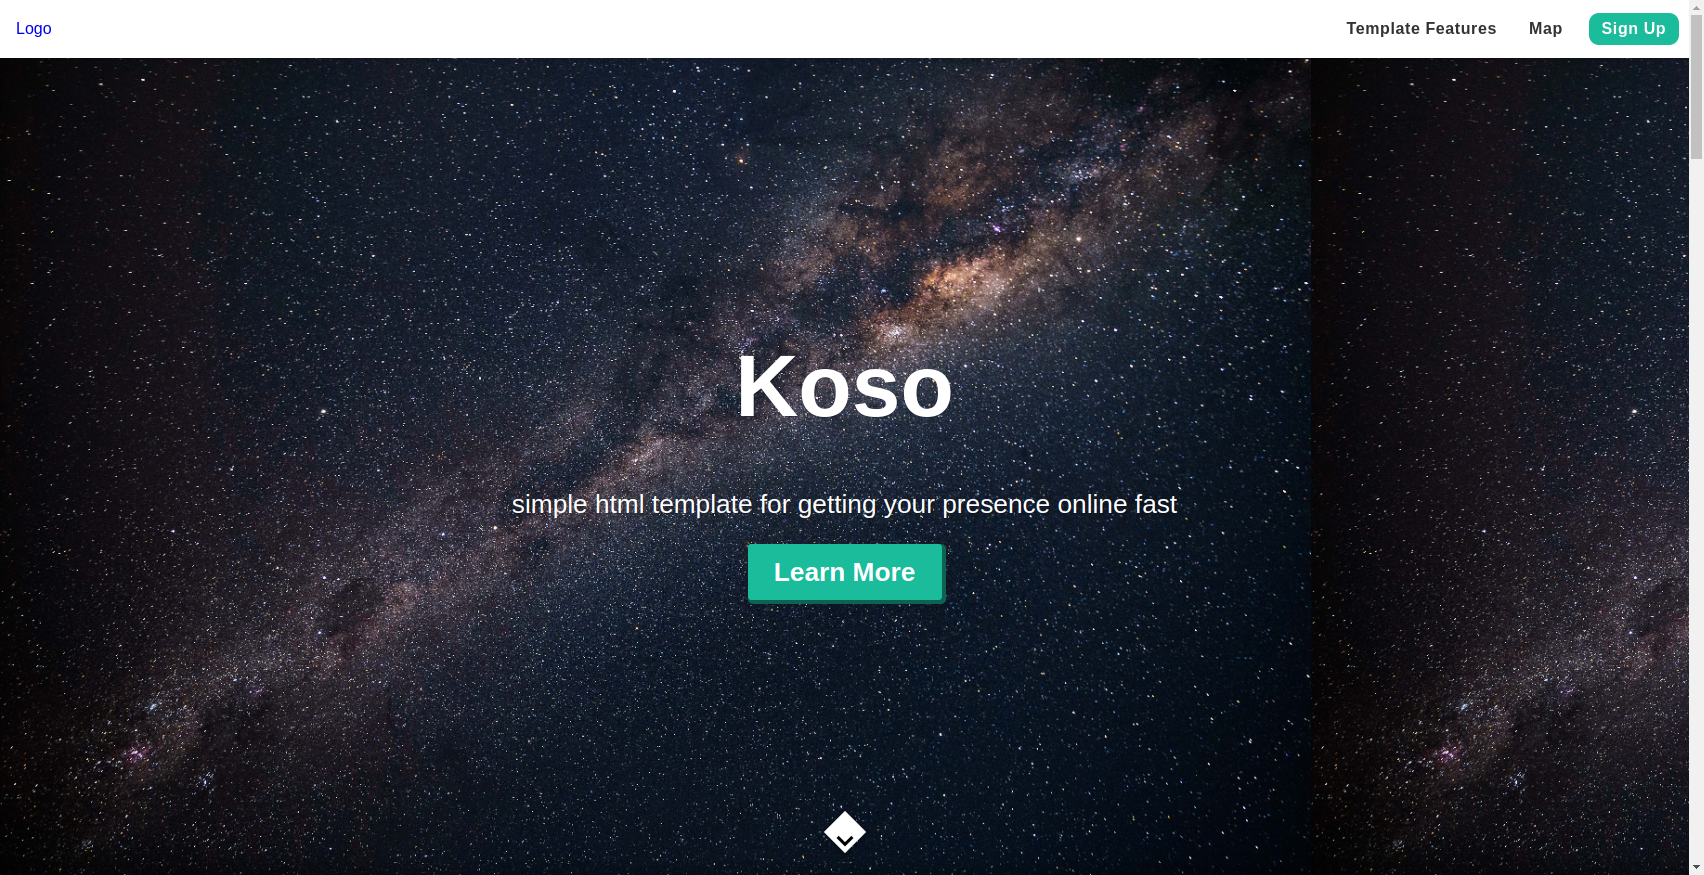 Logo
Template Features
Map
Sign Up
Koso
simple html template for getting your presence online fast
Learn More